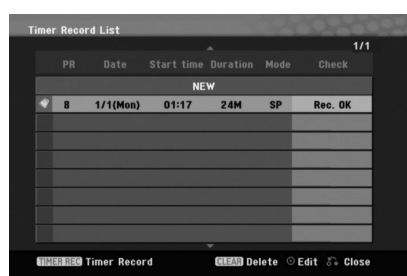 Timer Record List
1/1
PR Date Start time Duration Mode Check
NEW
8 1/1(Mon) 01:17 24M SP Rec. OK
TIMER REC Timer Record CLEAR Delete Edit Close